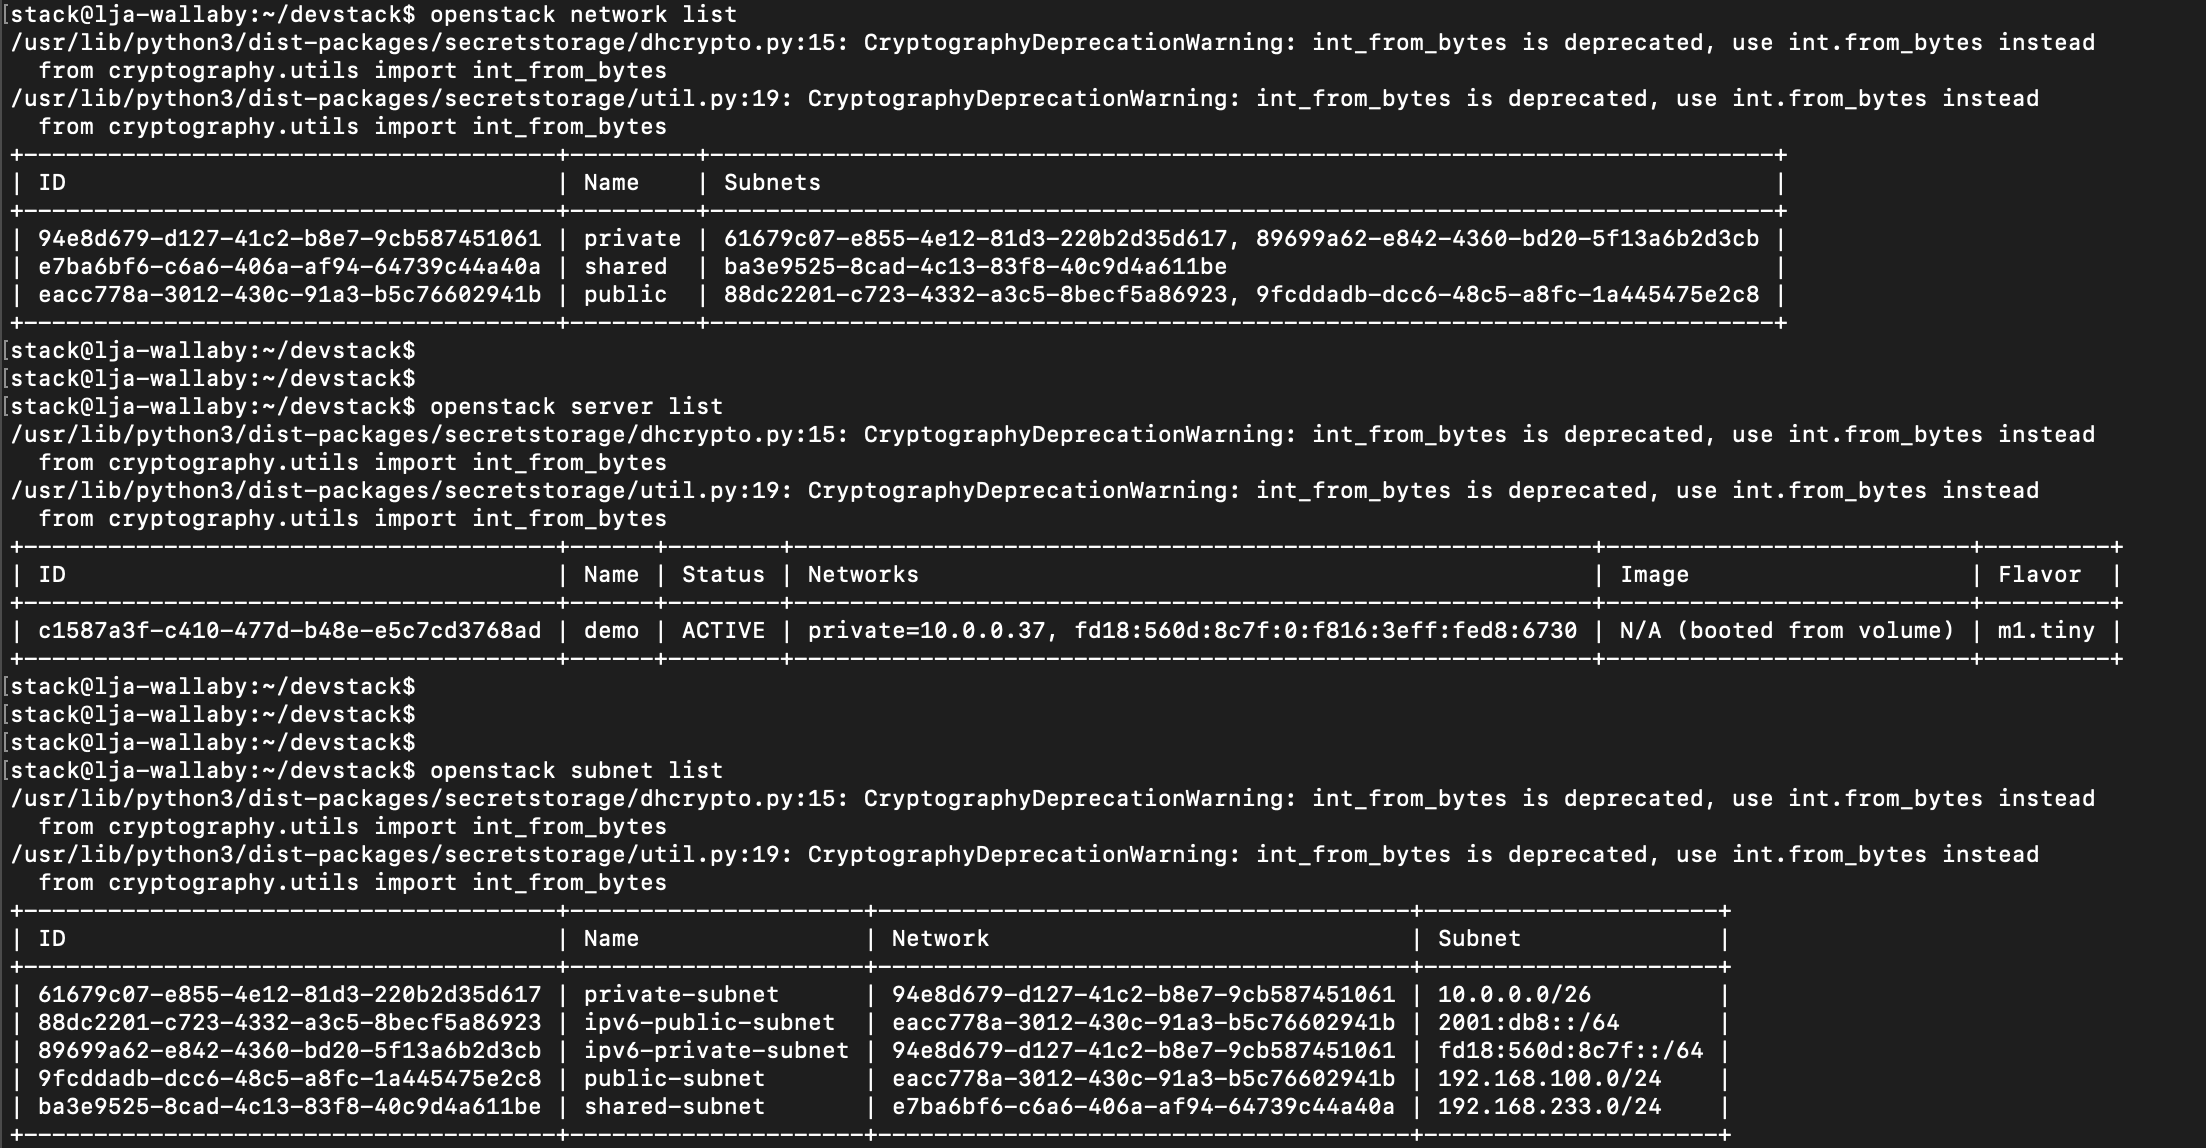 [stack@lja-wallaby:~/devstack$ openstack network list
/usr/lib/python3/dist-packages/secretstorage/dhcrypto.py:15: CryptographyDeprecationWarning: int_from_bytes is deprecated, use int.from_bytes instead
  from cryptography.utils import int_from_bytes
/usr/lib/python3/dist-packages/secretstorage/util.py:19: CryptographyDeprecationWarning: int_from_bytes is deprecated, use int.from_bytes instead
  from cryptography.utils import int_from_bytes
+--------------------------------------+---------+----------------------------------------------------------------------------+
| ID                                   | Name    | Subnets                                                                    |
+--------------------------------------+---------+----------------------------------------------------------------------------+
| 94e8d679-d127-41c2-b8e7-9cb587451061 | private | 61679c07-e855-4e12-81d3-220b2d35d617, 89699a62-e842-4360-bd20-5f13a6b2d3cb |
| e7ba6bf6-c6a6-406a-af94-64739c44a40a | shared  | ba3e9525-8cad-4c13-83f8-40c9d4a611be                                       |
| eacc778a-3012-430c-91a3-b5c76602941b | public  | 88dc2201-c723-4332-a3c5-8becf5a86923, 9fcddadb-dcc6-48c5-a8fc-1a445475e2c8 |
+--------------------------------------+---------+----------------------------------------------------------------------------+
[stack@lja-wallaby:~/devstack$
[stack@lja-wallaby:~/devstack$
[stack@lja-wallaby:~/devstack$ openstack server list
/usr/lib/python3/dist-packages/secretstorage/dhcrypto.py:15: CryptographyDeprecationWarning: int_from_bytes is deprecated, use int.from_bytes instead
  from cryptography.utils import int_from_bytes
/usr/lib/python3/dist-packages/secretstorage/util.py:19: CryptographyDeprecationWarning: int_from_bytes is deprecated, use int.from_bytes instead
  from cryptography.utils import int_from_bytes
+--------------------------------------+------+--------+---------------------------------------------------------+--------------------------+---------+
| ID                                   | Name | Status | Networks                                                | Image                    | Flavor  |
+--------------------------------------+------+--------+---------------------------------------------------------+--------------------------+---------+
| c1587a3f-c410-477d-b48e-e5c7cd3768ad | demo | ACTIVE | private=10.0.0.37, fd18:560d:8c7f:0:f816:3eff:fed8:6730 | N/A (booted from volume) | m1.tiny |
+--------------------------------------+------+--------+---------------------------------------------------------+--------------------------+---------+
[stack@lja-wallaby:~/devstack$
[stack@lja-wallaby:~/devstack$
[stack@lja-wallaby:~/devstack$
[stack@lja-wallaby:~/devstack$ openstack subnet list
/usr/lib/python3/dist-packages/secretstorage/dhcrypto.py:15: CryptographyDeprecationWarning: int_from_bytes is deprecated, use int.from_bytes instead
  from cryptography.utils import int_from_bytes
/usr/lib/python3/dist-packages/secretstorage/util.py:19: CryptographyDeprecationWarning: int_from_bytes is deprecated, use int.from_bytes instead
  from cryptography.utils import int_from_bytes
+--------------------------------------+---------------------+--------------------------------------+---------------------+
| ID                                   | Name                | Network                              | Subnet              |
+--------------------------------------+---------------------+--------------------------------------+---------------------+
| 61679c07-e855-4e12-81d3-220b2d35d617 | private-subnet      | 94e8d679-d127-41c2-b8e7-9cb587451061 | 10.0.0.0/26         |
| 88dc2201-c723-4332-a3c5-8becf5a86923 | ipv6-public-subnet  | eacc778a-3012-430c-91a3-b5c76602941b | 2001:db8::/64       |
| 89699a62-e842-4360-bd20-5f13a6b2d3cb | ipv6-private-subnet | 94e8d679-d127-41c2-b8e7-9cb587451061 | fd18:560d:8c7f::/64 |
| 9fcddadb-dcc6-48c5-a8fc-1a445475e2c8 | public-subnet       | eacc778a-3012-430c-91a3-b5c76602941b | 192.168.100.0/24    |
| ba3e9525-8cad-4c13-83f8-40c9d4a611be | shared-subnet       | e7ba6bf6-c6a6-406a-af94-64739c44a40a | 192.168.233.0/24    |
+--------------------------------------+---------------------+--------------------------------------+---------------------+